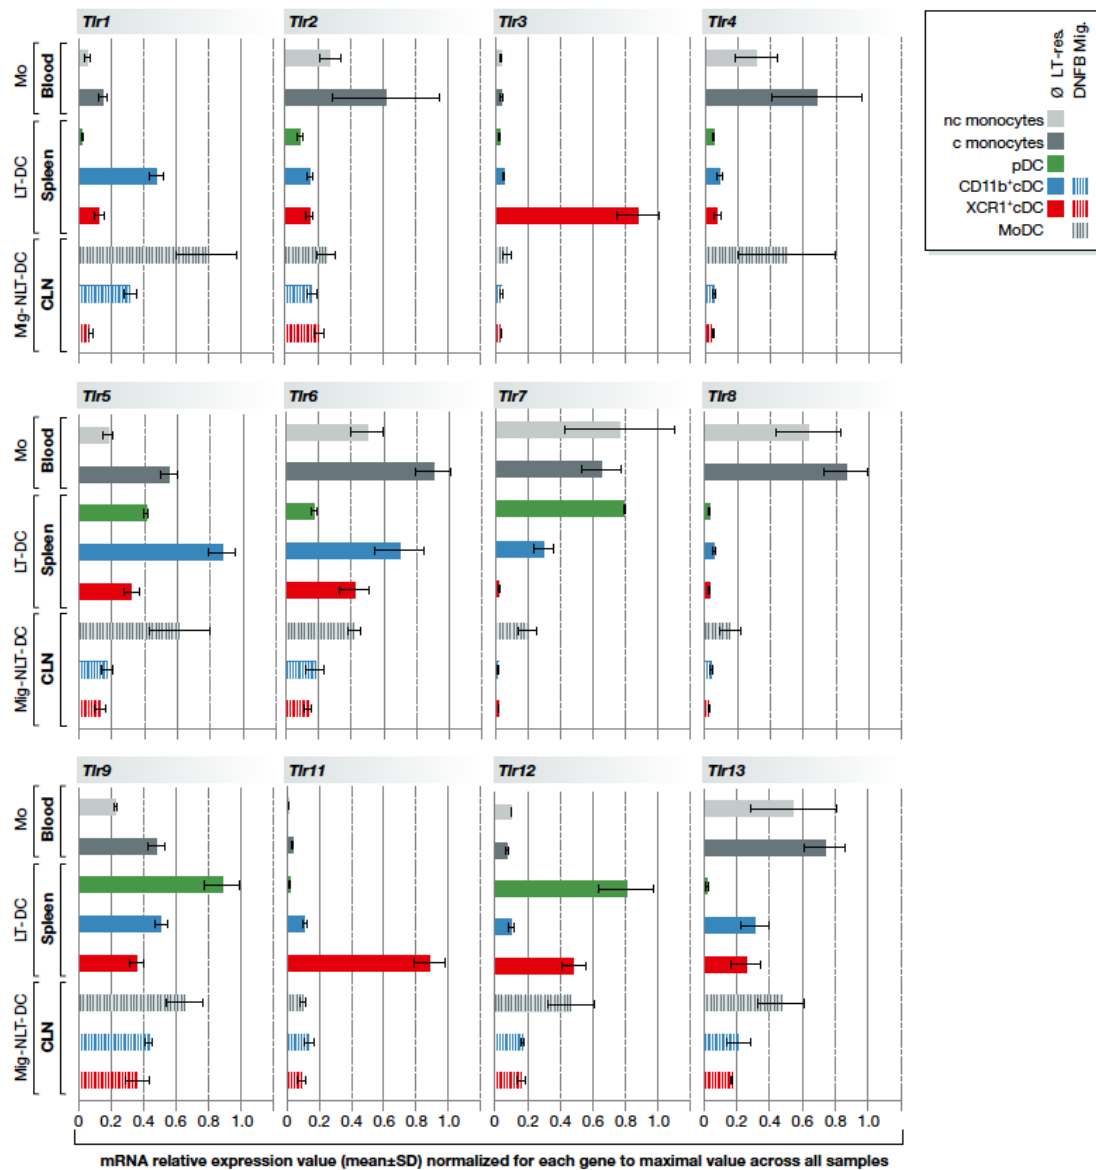 Tlr1 Tlr2 Tlr3 Tlr4
Mo Blood
LT-DC Spleen
Mig-NLT-DC CLN
Ø LT-res.
DNFB Mig.
nc monocytes
c monocytes
pDC
CD11b⁺cDC
XCR1⁺cDC
MoDC
Tlr5 Tlr6 Tlr7 Tlr8
Mo Blood
LT-DC Spleen
Mig-NLT-DC CLN
Tlr9 Tlr11 Tlr12 Tlr13
Mo Blood
LT-DC Spleen
Mig-NLT-DC CLN
0 0.2 0.4 0.6 0.8 1.0 0 0.2 0.4 0.6 0.8 1.0 0 0.2 0.4 0.6 0.8 1.0 0 0.2 0.4 0.6 0.8 1.0
mRNA relative expression value (mean±SD) normalized for each gene to maximal value across all samples